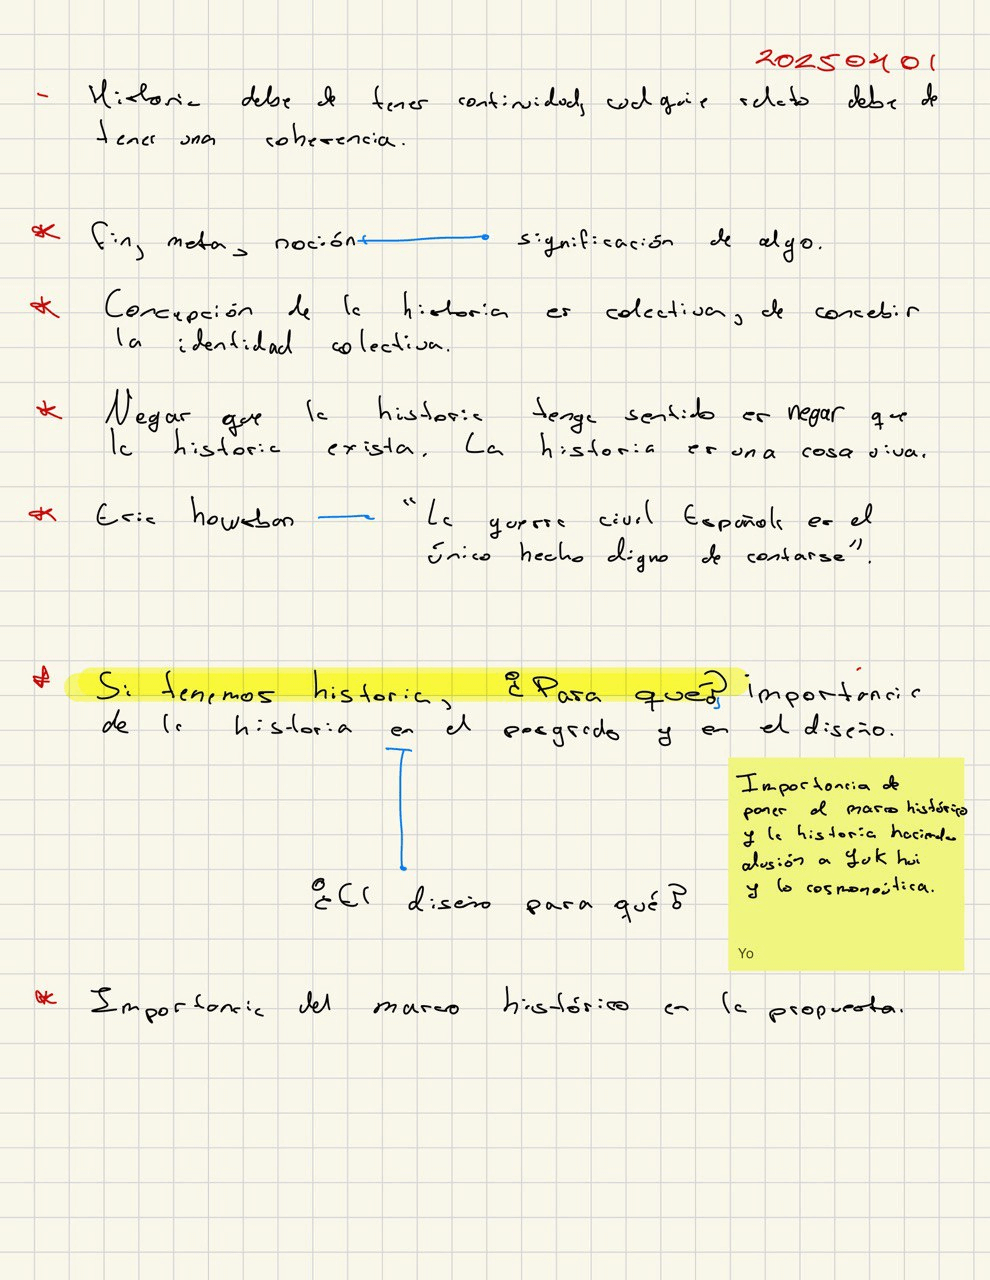 20250401
- Historia debe de tener continuidad, cualquier relato debe de
tener una coherencia.
* Fin, meta, noción significación de algo.
* Concepción de la historia es colectiva, de concebir
la identidad colectiva.
* Negar que la historia tenga sentido es negar que
la historia exista. La historia es una cosa viva.
* Eric howsbon — "La guerra civil Española es el
único hecho digno de contarse".
* Si tenemos historia, ¿Para qué? importancia
de la historia en el posgrado y en el diseño.
Importancia de
poner el marco histórico
y la historia haciendo
alusión a Yuk hui
y la cosmogótica.
Yo
¿El diseño para qué?
* Importancia del marco histórico en la propuesta.